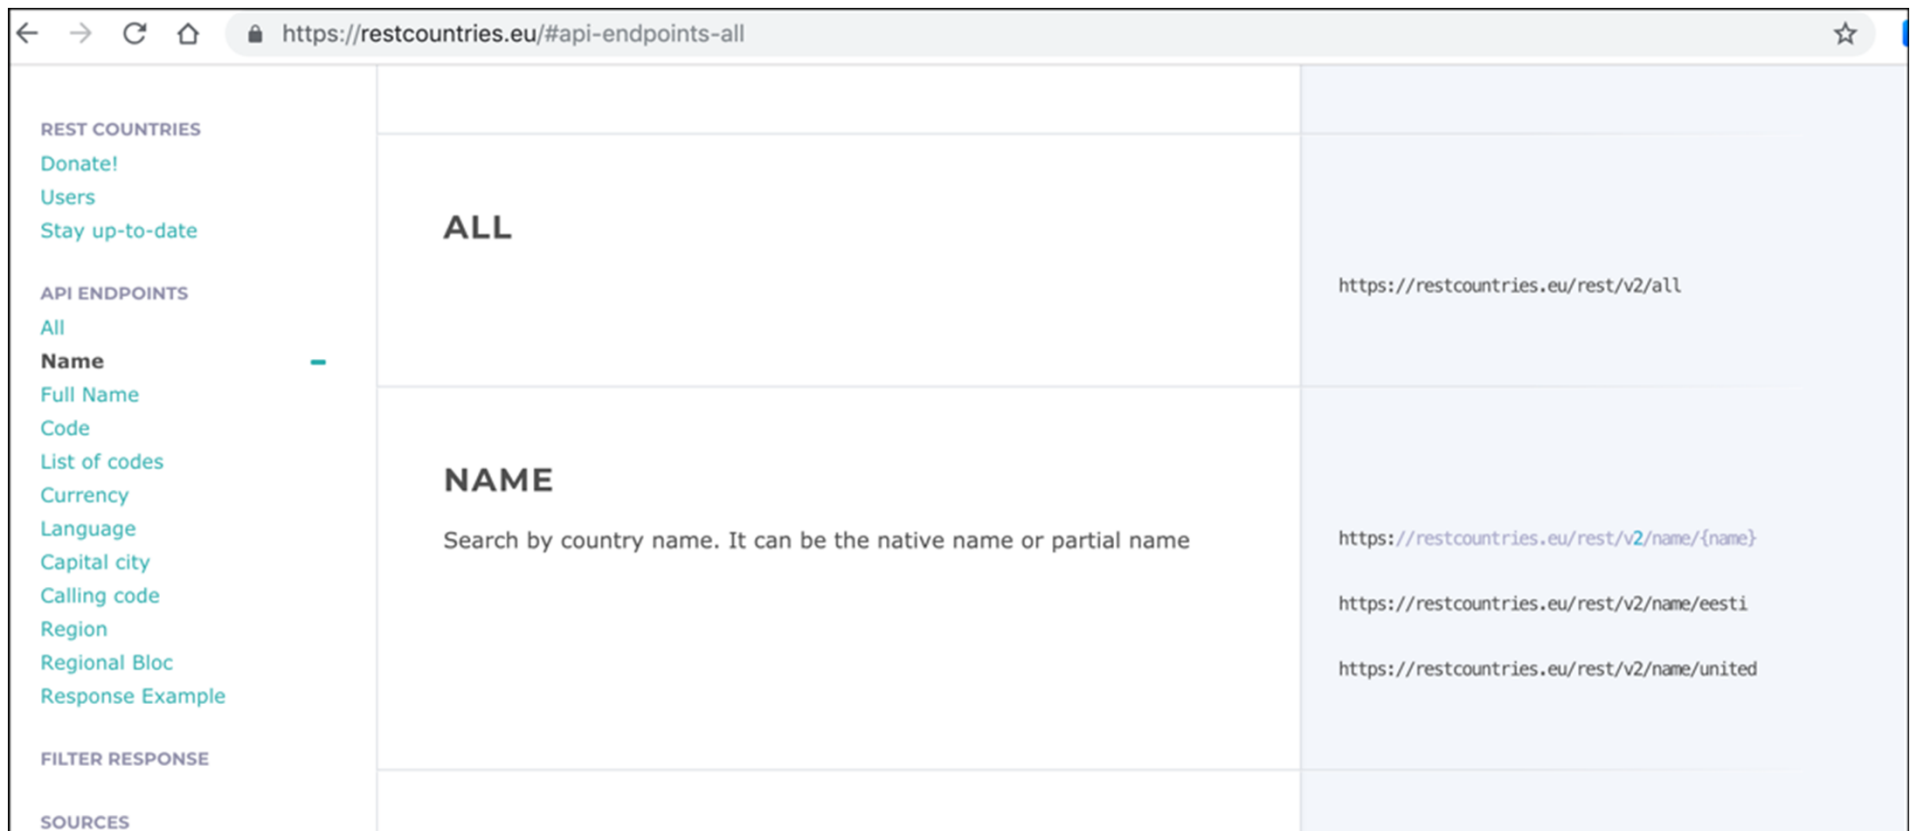 https://restcountries.eu/#api-endpoints-all
REST COUNTRIES
Donate!
Users
Stay up-to-date
API ENDPOINTS
All
Name
Full Name
Code
List of codes
Currency
Language
Capital city
Calling code
Region
Regional Bloc
Response Example
FILTER RESPONSE
SOURCES
ALL
https://restcountries.eu/rest/v2/all
NAME
Search by country name. It can be the native name or partial name
https://restcountries.eu/rest/v2/name/{name}
https://restcountries.eu/rest/v2/name/eesti
https://restcountries.eu/rest/v2/name/united